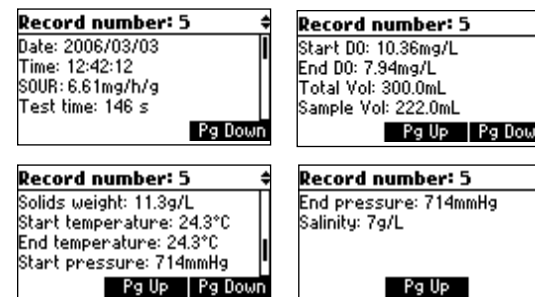 Record number: 5
Date: 2006/03/03
Time: 12:42:12
SOUR: 6.61mg/h/g
Test time: 146 s
Pg Down
Record number: 5
Start DO: 10.36mg/L
End DO: 7.94mg/L
Total Vol: 300.0mL
Sample Vol: 222.0mL
Pg Up Pg Dow
Record number: 5
Solids weight: 11.3g/L
Start temperature: 24.3°C
End temperature: 24.3°C
Start pressure: 714mmHg
Pg Up Pg Down
Record number: 5
End pressure: 714mmHg
Salinity: 7g/L
Pg Up